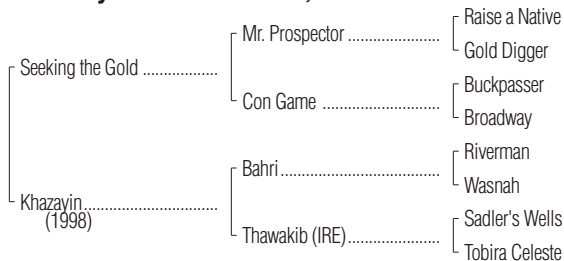 Raise a Native
Mr. Prospector ......................
Gold Digger
Seeking the Gold ..................
Buckpasser
Con Game .............................
Broadway
Riverman
Bahri ......................................
Wasnah
Khazayin ................................
(1998)
Sadler's Wells
Thawakib (IRE) ......................
Tobira Celeste